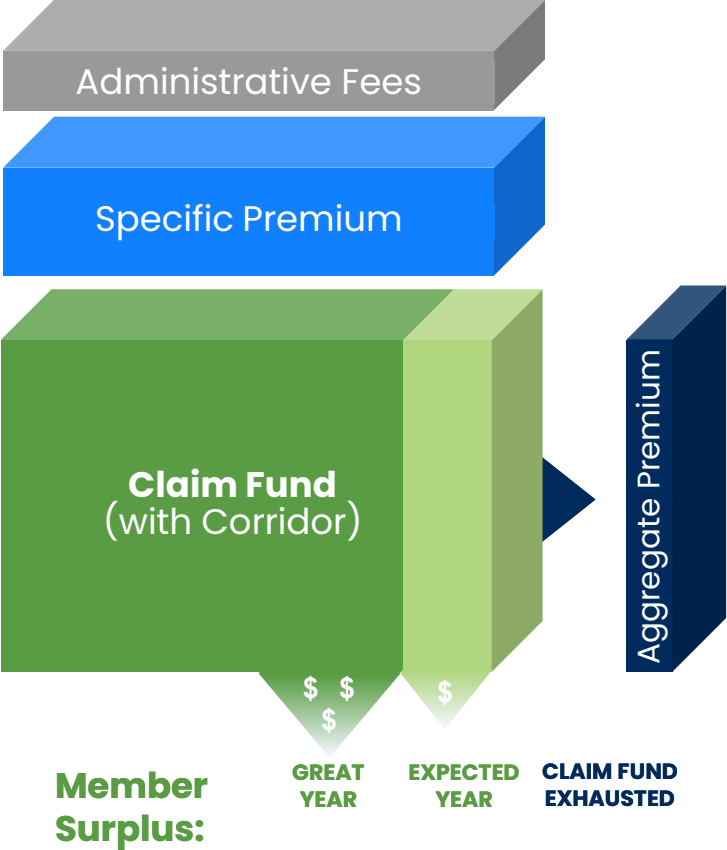 Administrative Fees
Specific Premium
Claim Fund
(with Corridor)
Aggregate Premium
$ $
$
$
Member
Surplus:
GREAT
YEAR
EXPECTED
YEAR
CLAIM FUND
EXHAUSTED